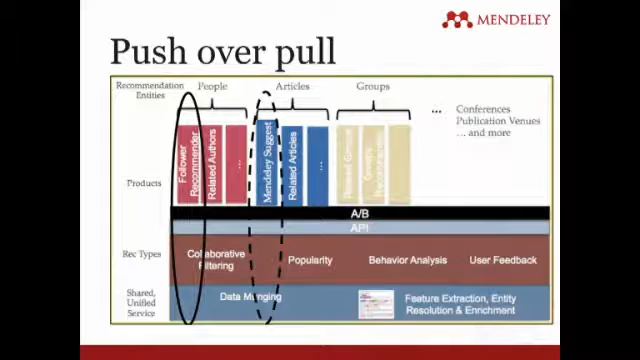 MENDELEY
Push over pull
Recommendation
Entities
People
Articles
Groups
...
Conferences
Publication Venues
... and more
Products
Follower
Recommender
Related Authors
...
Mendeley Suggest
Related Articles
...
A/B
API
Rec Types
Collaborative
Filtering
Popularity
Behavior Analysis
User Feedback
Shared,
Unified
Service
Data Munging
Feature Extraction, Entity
Resolution & Enrichment